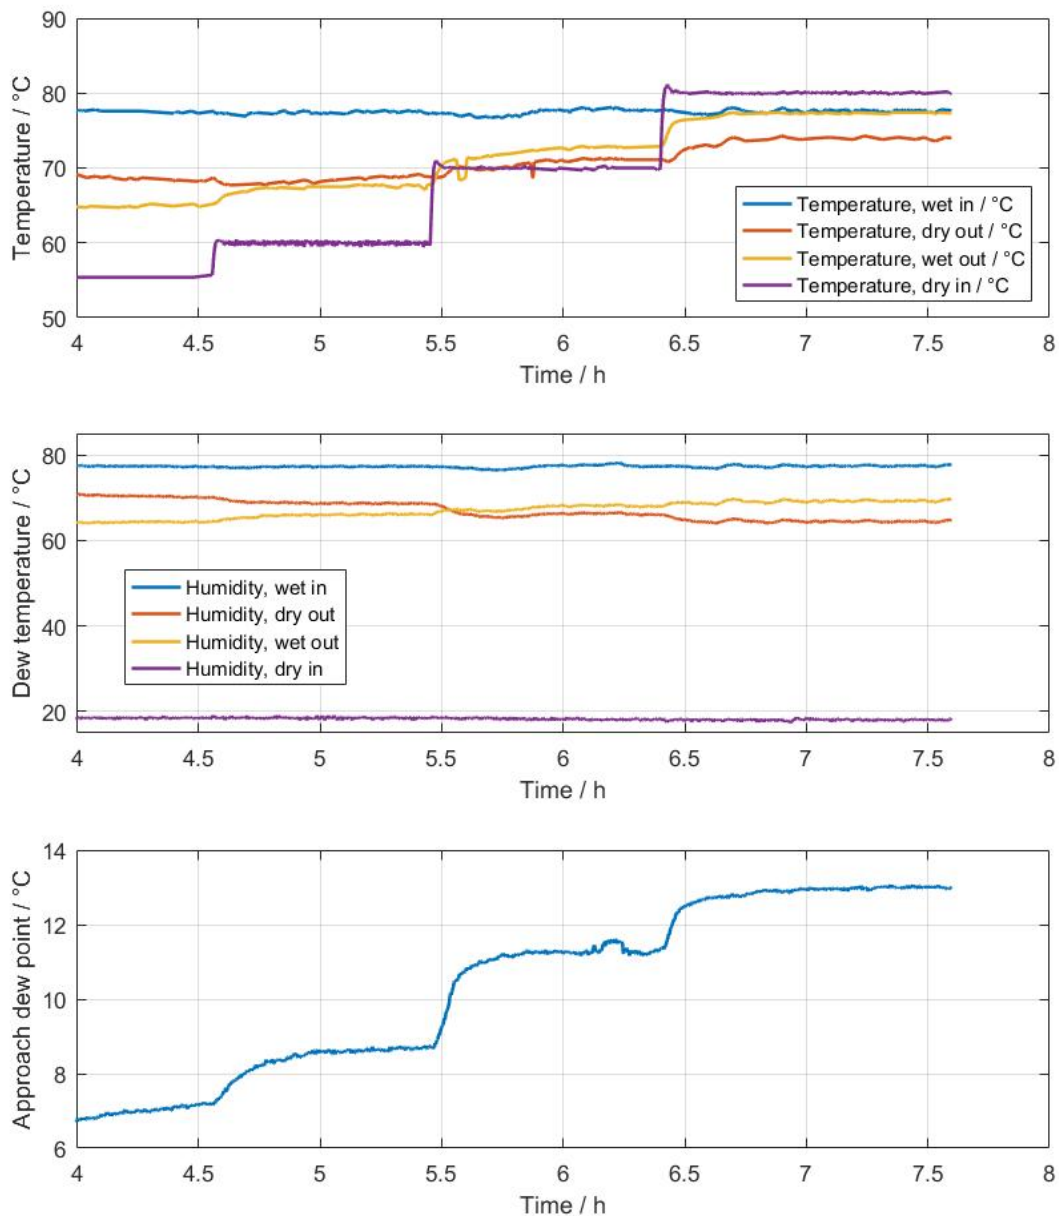 90
80
70
60
50
Temperature / °C
Temperature, wet in / °C
Temperature, dry out / °C
Temperature, wet out / °C
Temperature, dry in / °C
4 4.5 5 5.5 6 6.5 7 7.5 8
Time / h
80
60
40
20
Dew temperature / °C
Humidity, wet in
Humidity, dry out
Humidity, wet out
Humidity, dry in
4 4.5 5 5.5 6 6.5 7 7.5 8
Time / h
14
12
10
8
6
Approach dew point / °C
4 4.5 5 5.5 6 6.5 7 7.5 8
Time / h